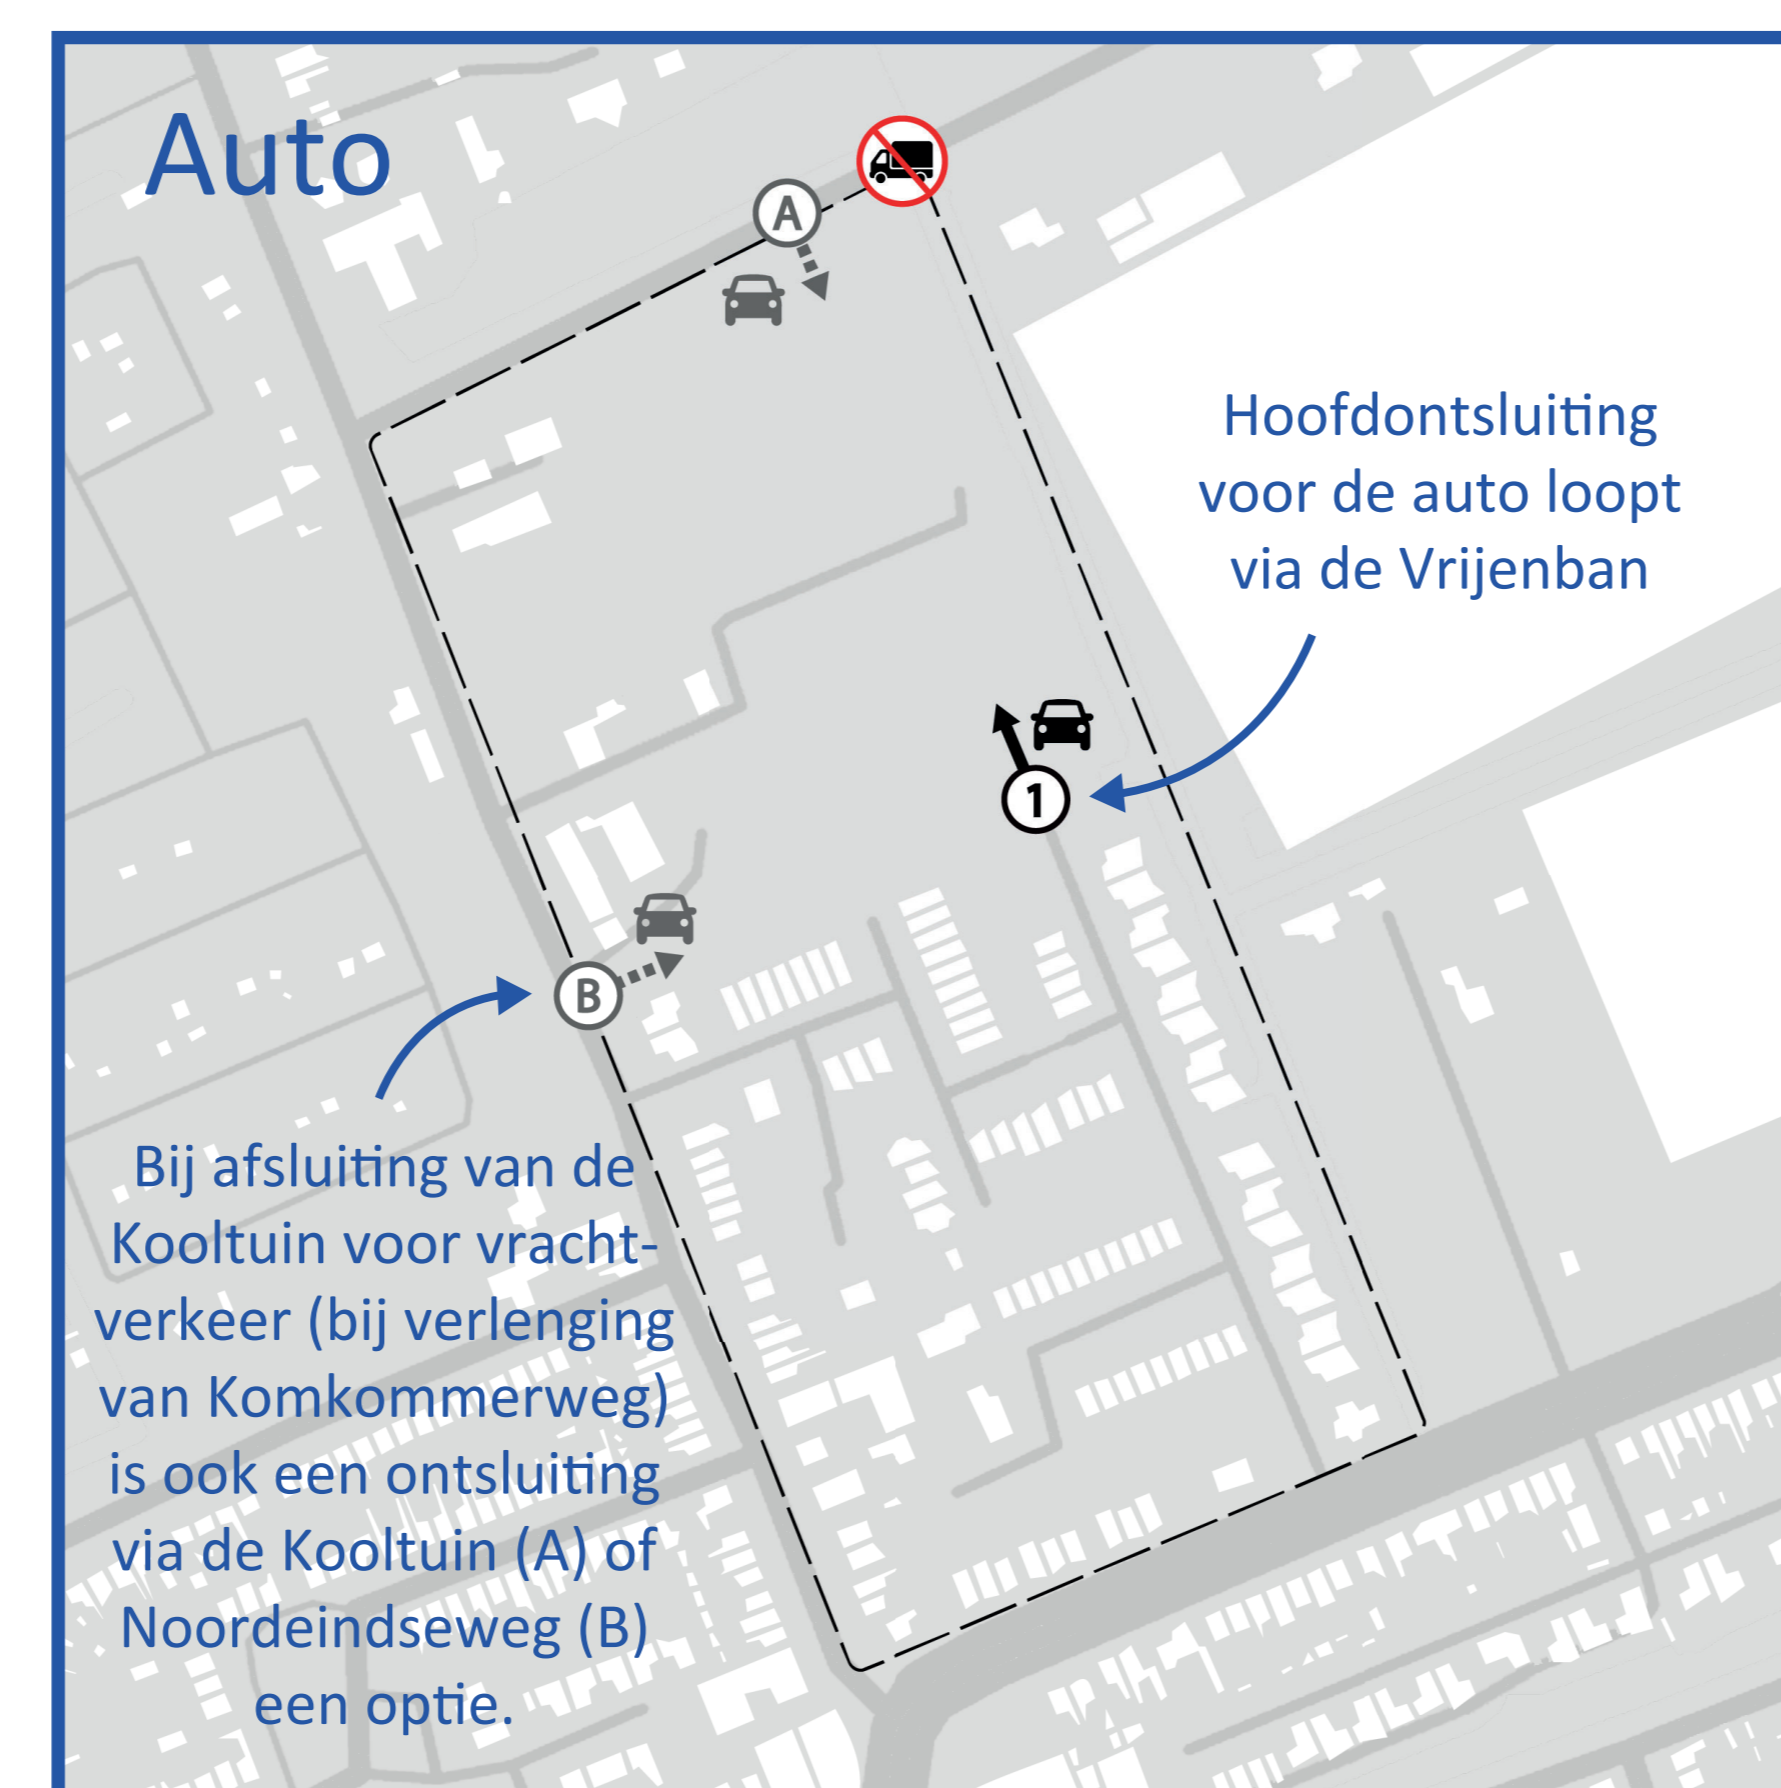 Auto
A
Hoofdontsluiting
voor de auto loopt
via de Vrijenban
1
B
Bij afsluiting van de
Kooltuin voor vracht-
verkeer (bij verlenging
van Komkommerweg)
is ook een ontsluiting
via de Kooltuin (A) of
Noordeindseweg (B)
een optie.